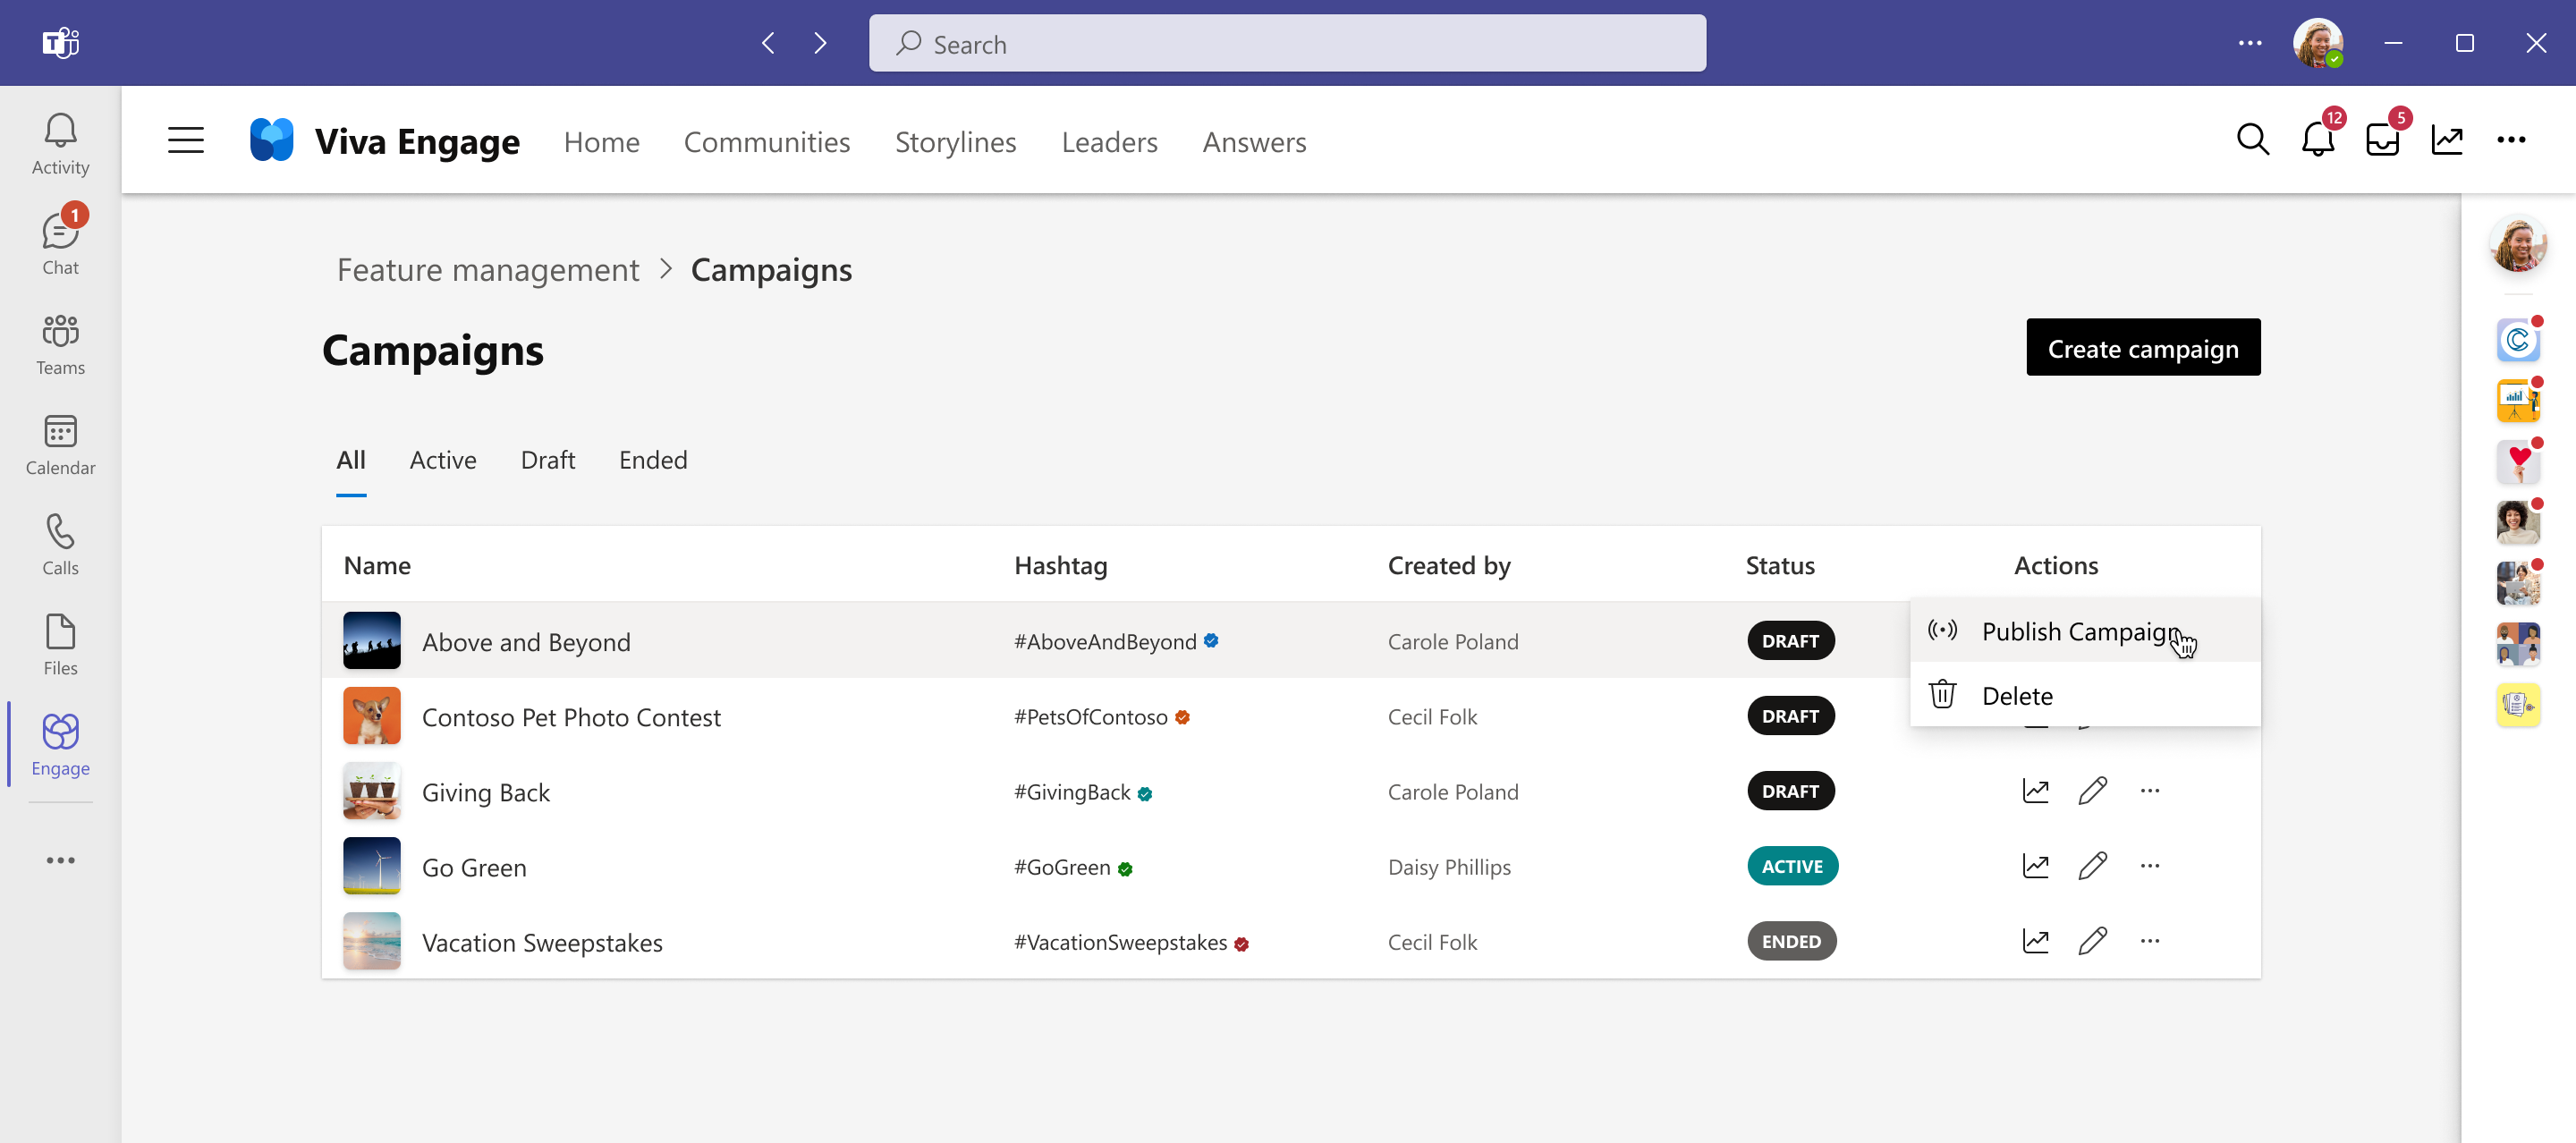 Search
Activity
1
Chat
Teams
Calendar
Calls
Files
Engage
Viva Engage
Home
Communities
Storylines
Leaders
Answers
12
5
Feature management > Campaigns
Campaigns
Create campaign
All
Active
Draft
Ended
Name
Hashtag
Created by
Status
Actions
Above and Beyond
#AboveAndBeyond
Carole Poland
DRAFT
Publish Campaign
Delete
Contoso Pet Photo Contest
#PetsOfContoso
Cecil Folk
DRAFT
Giving Back
#GivingBack
Carole Poland
DRAFT
Go Green
#GoGreen
Daisy Phillips
ACTIVE
Vacation Sweepstakes
#VacationSweepstakes
Cecil Folk
ENDED